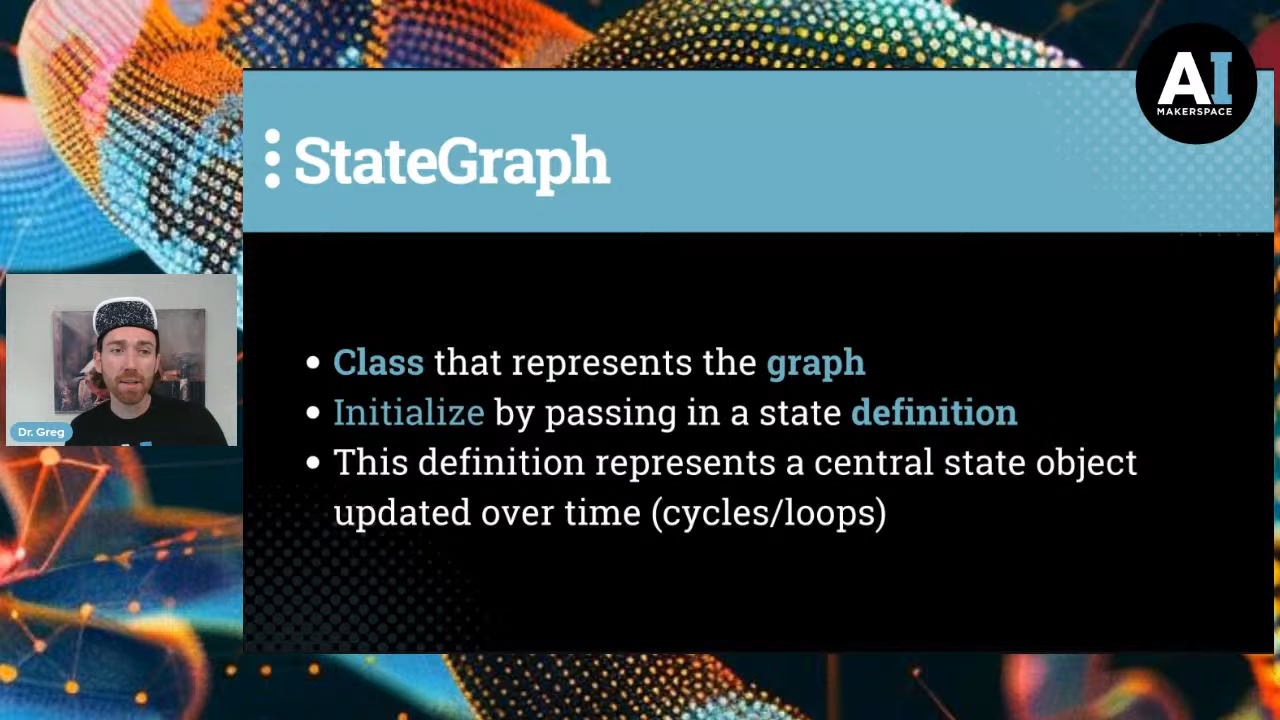 AI
MAKERSPACE
StateGraph
• Class that represents the graph
• Initialize by passing in a state definition
• This definition represents a central state object
updated over time (cycles/loops)
Dr. Greg